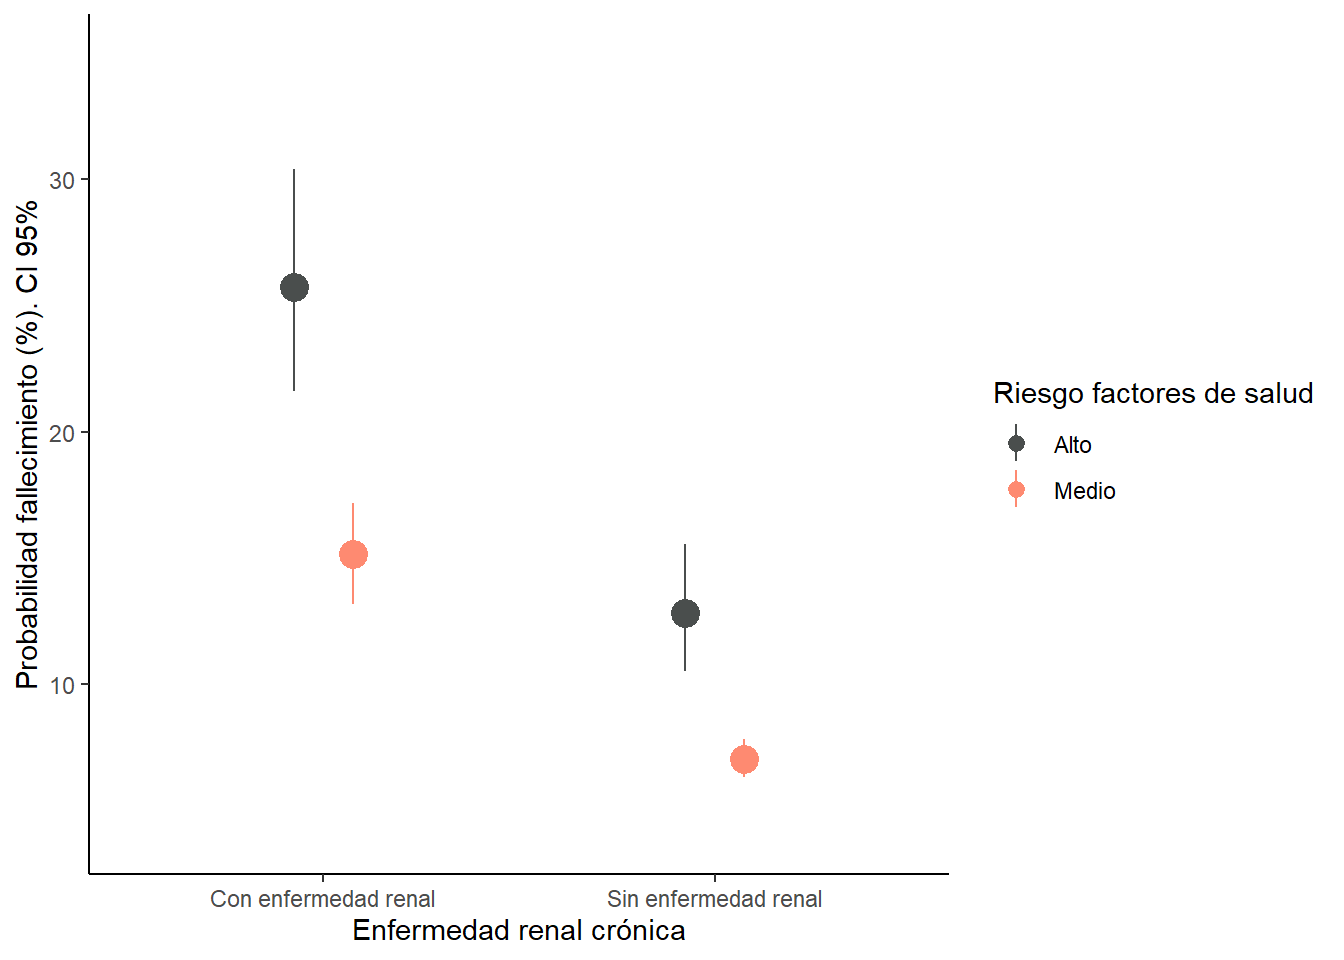 Probabilidad fallecimiento (%). CI 95%
30
20
10
Con enfermedad renal
Sin enfermedad renal
Enfermedad renal crónica
Riesgo factores de salud
Alto
Medio